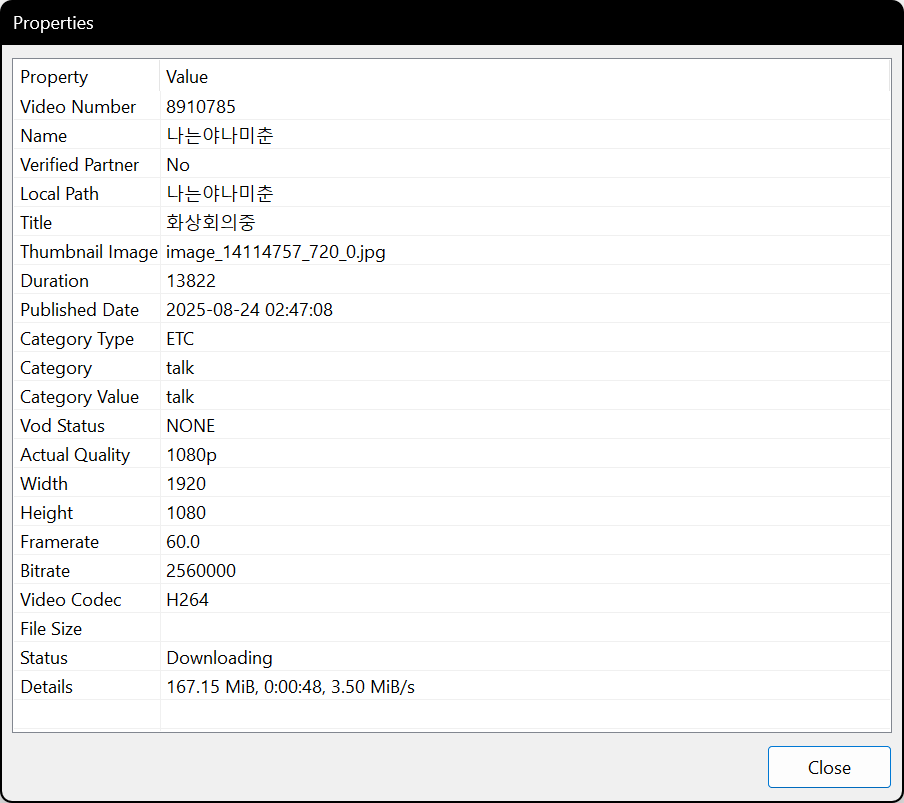 Properties
Property Value
Video Number 8910785
Name 나는야나미춘
Verified Partner No
Local Path 나는야나미춘
Title 화상회의중
Thumbnail Image image_14114757_720_0.jpg
Duration 13822
Published Date 2025-08-24 02:47:08
Category Type ETC
Category talk
Category Value talk
Vod Status NONE
Actual Quality 1080p
Width 1920
Height 1080
Framerate 60.0
Bitrate 2560000
Video Codec H264
File Size
Status Downloading
Details 167.15 MiB, 0:00:48, 3.50 MiB/s
Close